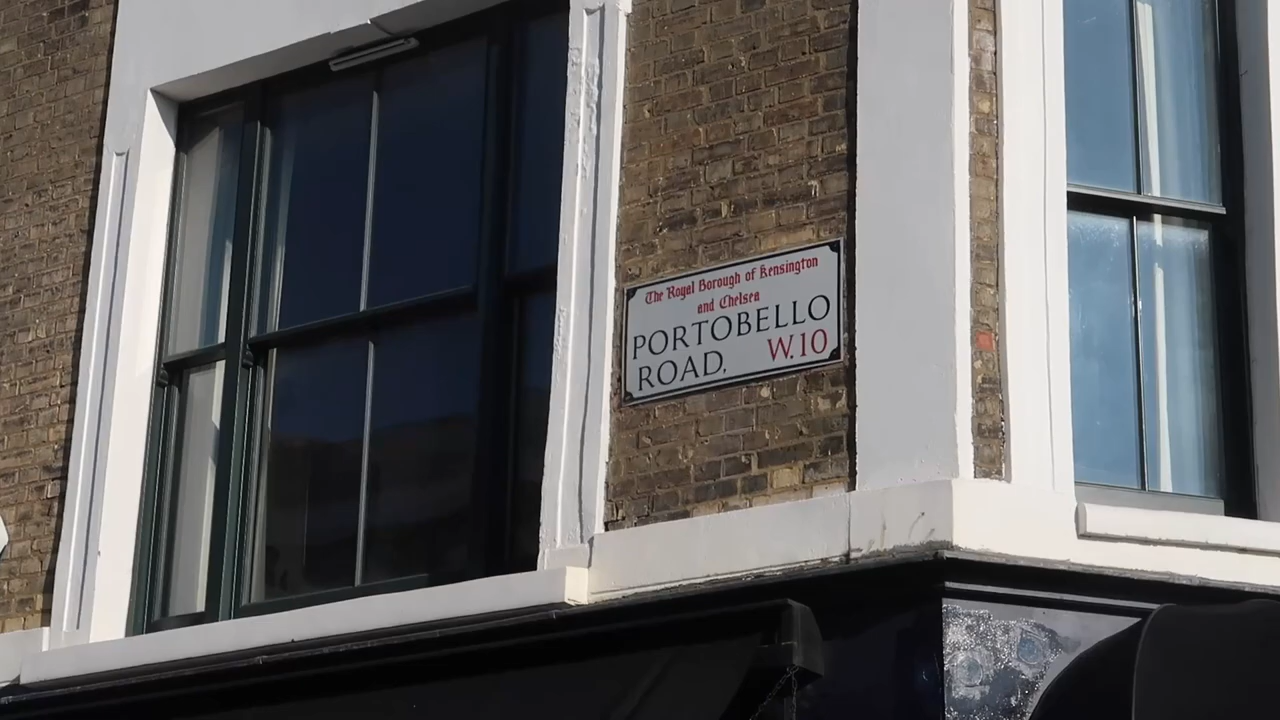 The Royal Borough of Kensington
and Chelsea
PORTOBELLO
ROAD, W.10